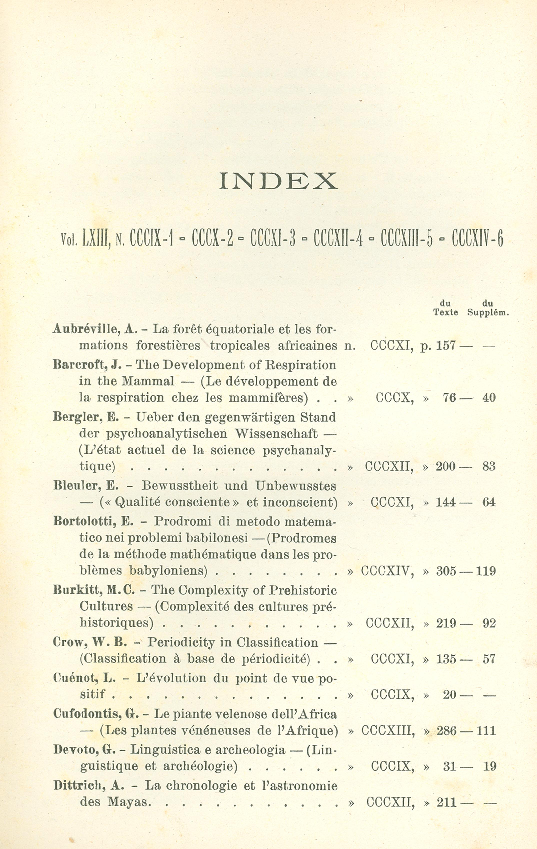 INDEX
Vol. LXIII, N. CCCIX-1 - CCCX-2 - CCCXI-3 - CCCXII-4 - CCCXIII-5 - CCCXIV-6
du du
Texte Supplém.
Aubréville, A. - La forêt équatoriale et les for-
mations forestières tropicales africaines n. CCCXI, p. 157 — —
Barcroft, J. - The Development of Respiration
in the Mammal — (Le développement de
la respiration chez les mammifères) . . » CCCX, » 76 — 40
Bergler, E. - Ueber den gegenwärtigen Stand
der psychoanalytischen Wissenschaft —
(L'état actuel de la science psychanaly-
tique) . . . . . . . . . . . . . » CCCXII, » 200 — 83
Bleuler, E. - Bewusstheit und Unbewusstes
— (« Qualité consciente » et inconscient) » CCCXI, » 144 — 64
Bortolotti, E. - Prodromi di metodo matema-
tico nei problemi babilonesi — (Prodromes
de la méthode mathématique dans les pro-
blèmes babyloniens) . . . . . . . . » CCCXIV, » 305 — 119
Burkitt, M. C. - The Complexity of Prehistoric
Cultures — (Complexité des cultures pré-
historiques) . . . . . . . . . . . » CCCXII, » 219 — 92
Crow, W. B. - Periodicity in Classification —
(Classification à base de périodicité) . . » CCCXI, » 135 — 57
Cuénot, L. - L'évolution du point de vue po-
sitif . . . . . . . . . . . . . . » CCCIX, » 20 — —
Cufodontis, G. - Le piante velenose dell'Africa
— (Les plantes vénéneuses de l'Afrique) » CCCXIII, » 286 — 111
Devoto, G. - Linguistica e archeologia — (Lin-
guistique et archéologie) . . . . . . » CCCIX, » 31 — 19
Dittrich, A. - La chronologie et l'astronomie
des Mayas. . . . . . . . . . . . » CCCXII, » 211 — —